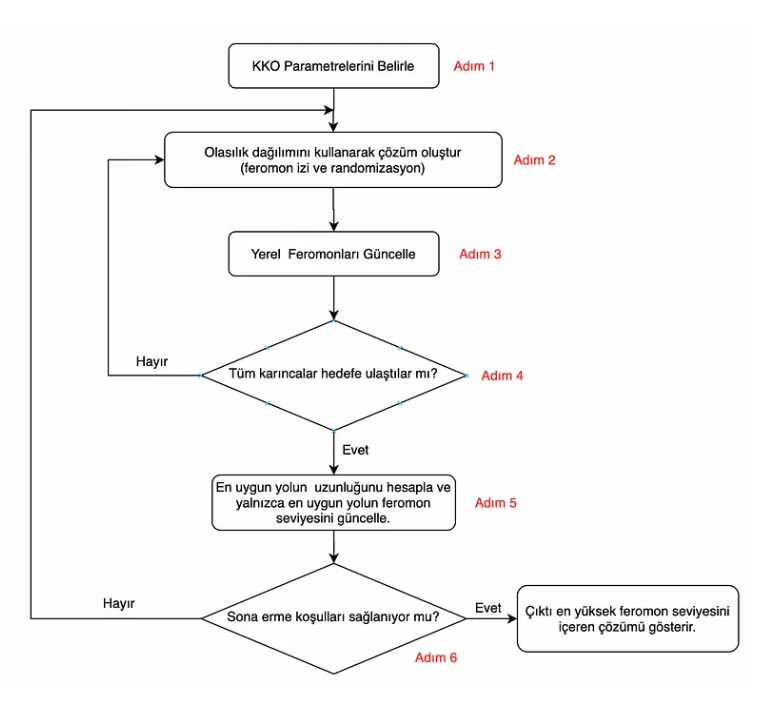 KKO Parametrelerini Belirle
Adım 1
Olasılık dağılımını kullanarak çözüm oluştur
(feromon izi ve randomizasyon)
Adım 2
Yerel Feromonları Güncelle
Adım 3
Hayır
Tüm karıncalar hedefe ulaştılar mı?
Adım 4
Evet
En uygun yolun uzunluğunu hesapla ve
yalnızca en uygun yolun feromon
seviyesini güncelle.
Adım 5
Hayır
Sona erme koşulları sağlanıyor mu?
Adım 6
Evet
Çıktı en yüksek feromon seviyesini
içeren çözümü gösterir.